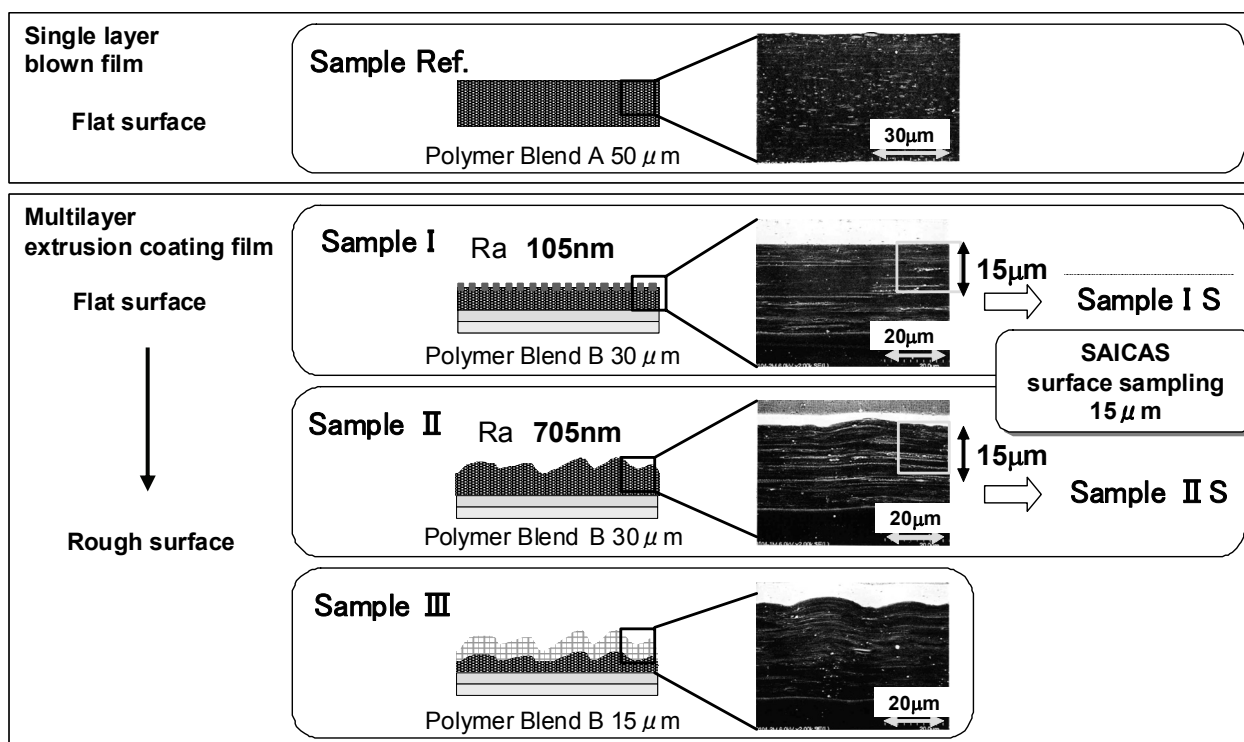 Single layer
blown film
Flat surface
Sample Ref.
Polymer Blend A 50 μm
30μm
Multilayer
extrusion coating film
Flat surface
Rough surface
Sample Ⅰ
Ra 105nm
Polymer Blend B 30 μm
20μm
15μm
Sample Ⅰ S
SAICAS
surface sampling
15 μm
Sample Ⅱ
Ra 705nm
Polymer Blend B 30 μm
20μm
15μm
Sample Ⅱ S
Sample Ⅲ
Polymer Blend B 15 μm
20μm